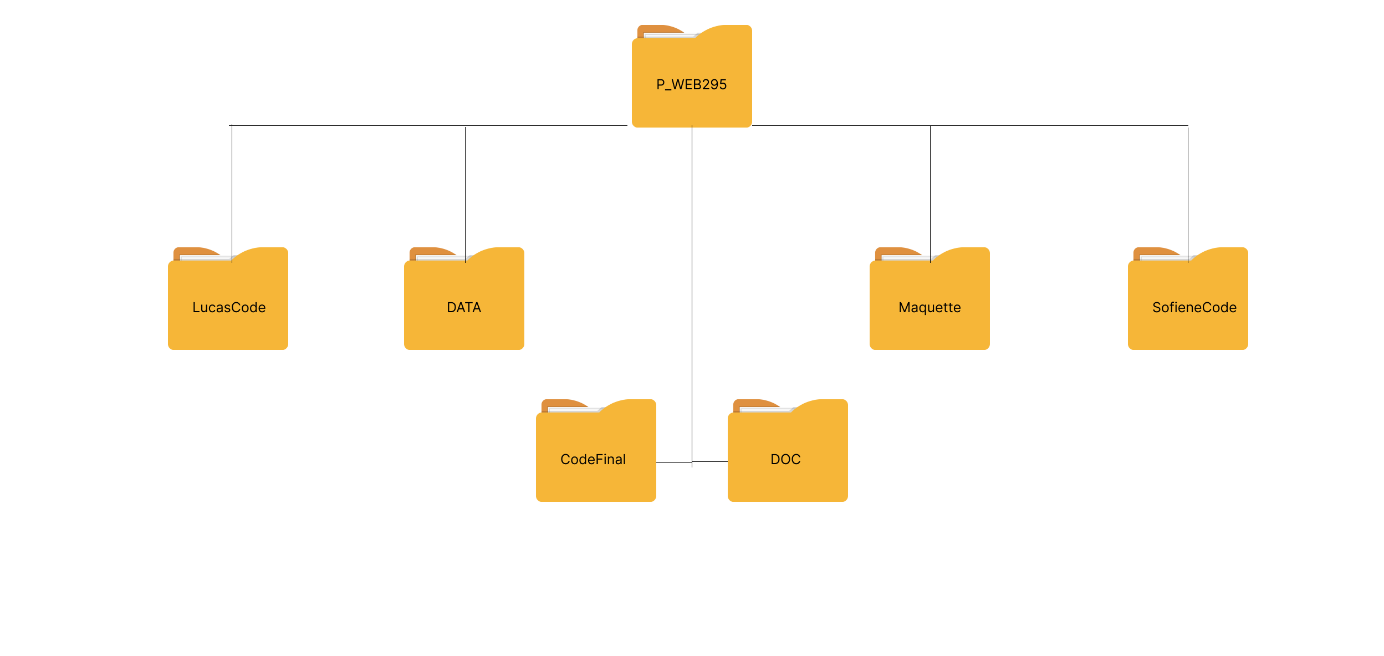 P_WEB295
LucasCode
DATA
Maquette
SofieneCode
CodeFinal
DOC